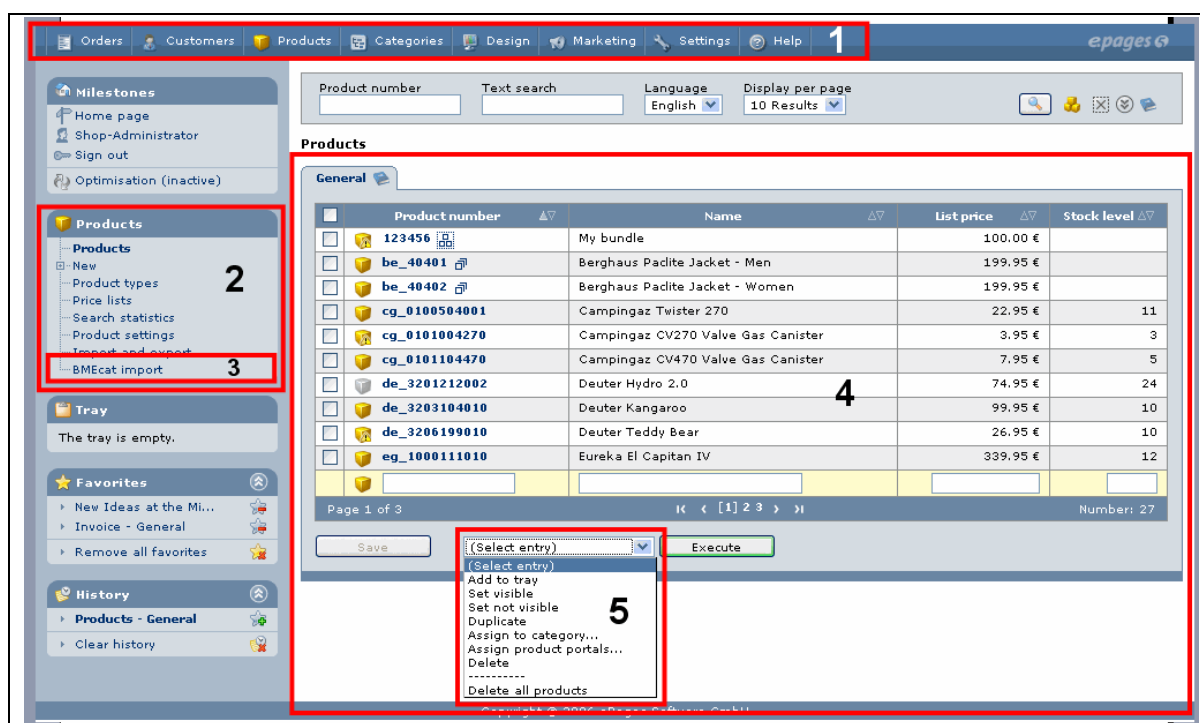 Orders Customers Products Categories Design Marketing Settings Help 1 epages
Milestones
Home page
Shop-Administrator
Sign out
Optimisation (inactive)
Products
Products
New
Product types
Price lists
Search statistics
Product settings
Import and export
BMEcat import
2
3
Tray
The tray is empty.
Favorites
New Ideas at the Mi...
Invoice - General
Remove all favorites
History
Products - General
Clear history
Product number Text search Language Display per page
English 10 Results
Products
General
Product number Name List price Stock level
123456 My bundle 100.00 €
be_40401 Berghaus Paclite Jacket - Men 199.95 €
be_40402 Berghaus Paclite Jacket - Women 199.95 €
cg_0100504001 Campingaz Twister 270 22.95 € 11
cg_0101004270 Campingaz CV270 Valve Gas Canister 3.95 € 3
cg_0101104470 Campingaz CV470 Valve Gas Canister 7.95 € 5
de_3201212002 Deuter Hydro 2.0 74.95 € 24
4
de_3203104010 Deuter Kangaroo 99.95 € 10
de_3206199010 Deuter Teddy Bear 26.95 € 10
eg_1000111010 Eureka El Capitan IV 339.95 € 12
Page 1 of 3 [1] 2 3 Number: 27
Save (Select entry) Execute
(Select entry)
Add to tray
Set visible
Set not visible
Duplicate
Assign to category...
Assign product portals...
Delete
----------
Delete all products
5
Copyright © 2006 ePages Software GmbH